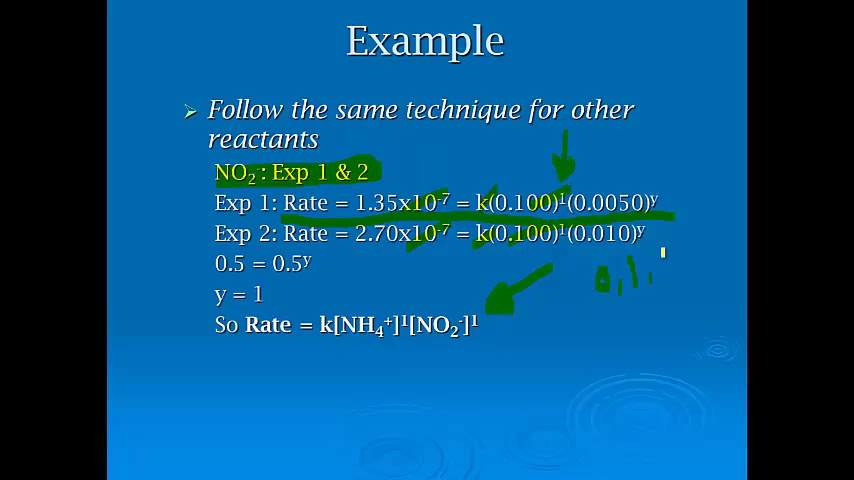 Example
Follow the same technique for other
reactants
NO₂⁻: Exp 1 & 2
Exp 1: Rate = 1.35x10⁻⁷ = k(0.100)¹(0.0050)ʸ
Exp 2: Rate = 2.70x10⁻⁷ = k(0.100)¹(0.010)ʸ
0.5 = 0.5ʸ
y = 1
So Rate = k[NH₄⁺]¹[NO₂⁻]¹